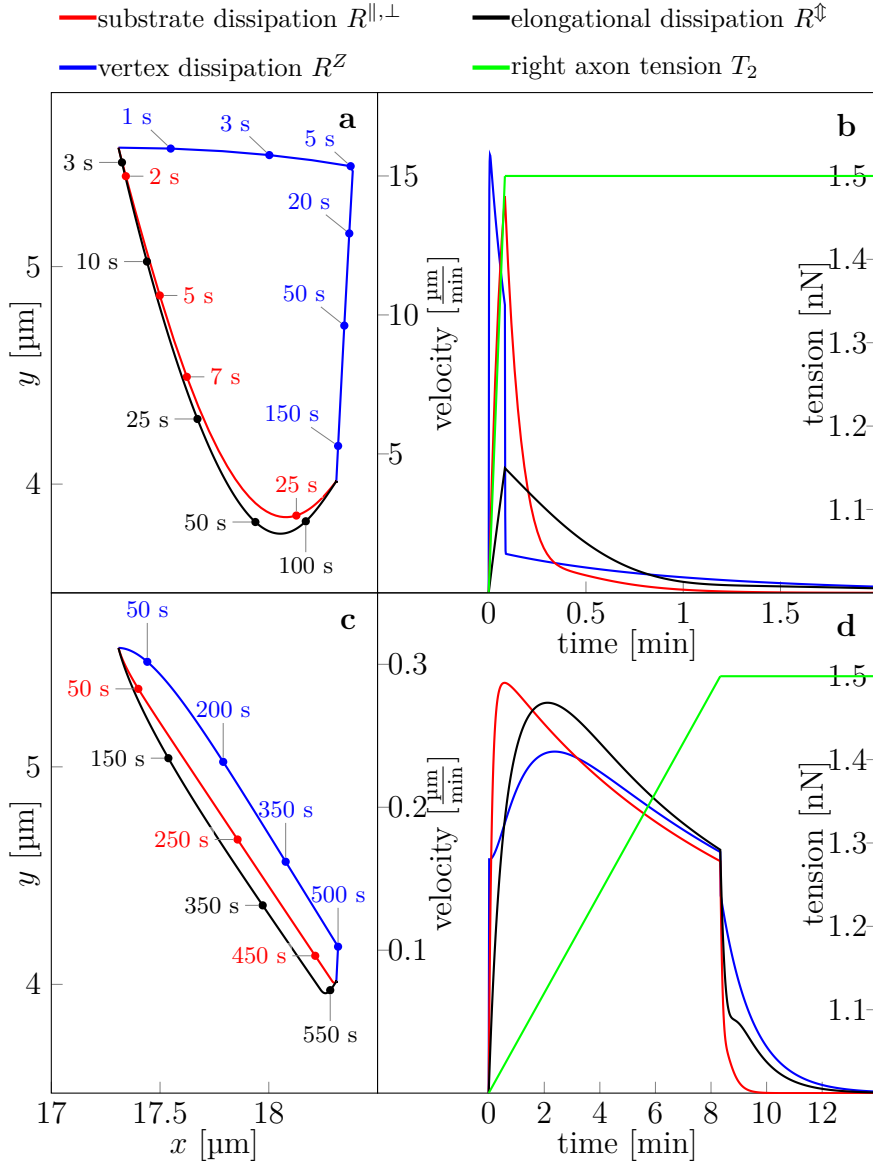 substrate dissipation R^{∥,⊥}
elongational dissipation R^⇕
vertex dissipation R^Z
right axon tension T₂
a
1 s
3 s
5 s
3 s
2 s
20 s
10 s
5 s
50 s
7 s
25 s
150 s
25 s
50 s
100 s
5
4
y [µm]
b
15
10
5
velocity [µm/min]
1.5
1.4
1.3
1.2
1.1
tension [nN]
0
0.5
1
1.5
time [min]
c
50 s
50 s
200 s
150 s
350 s
250 s
350 s
500 s
450 s
550 s
5
4
y [µm]
17
17.5
18
x [µm]
d
0.3
0.2
0.1
velocity [µm/min]
1.5
1.4
1.3
1.2
1.1
tension [nN]
0
2
4
6
8
10
12
time [min]